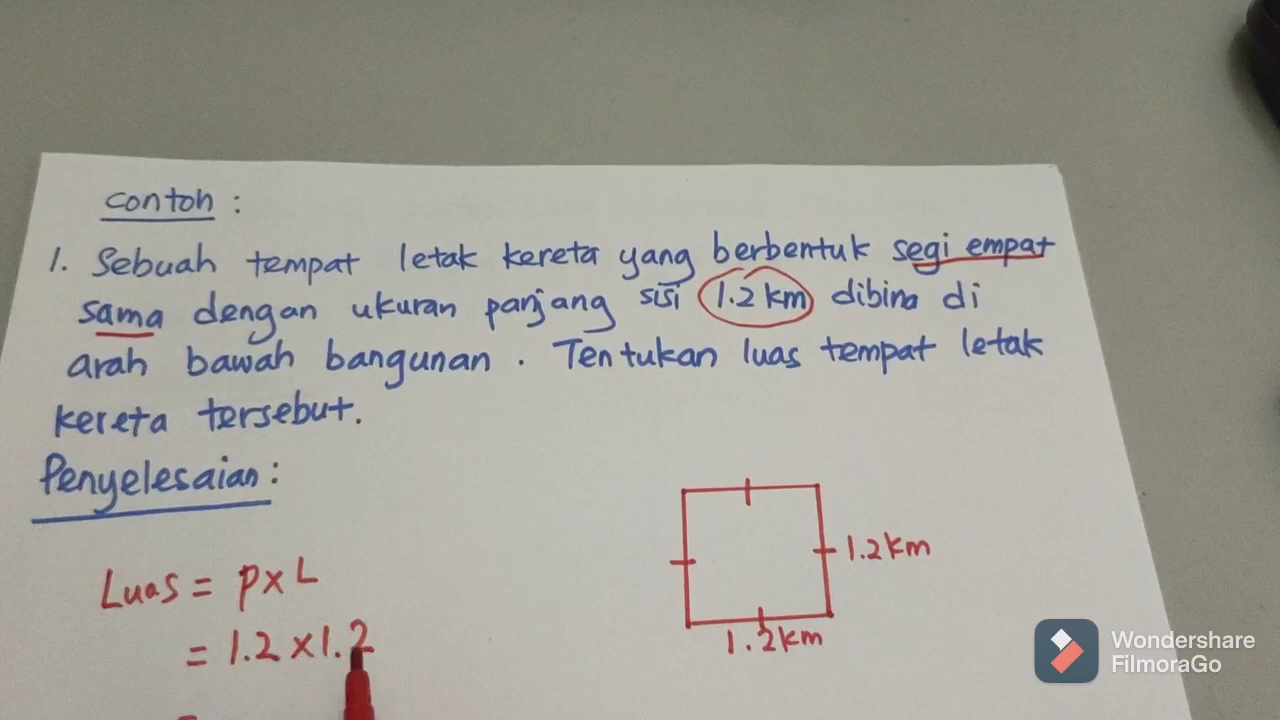 Contoh :
1. Sebuah tempat letak kereta yang berbentuk segi empat
sama dengan ukuran panjang sisi 1.2 km dibina di
arah bawah bangunan. Tentukan luas tempat letak
kereta tersebut.
Penyelesaian :
Luas = P x L
= 1.2 x 1.2
1.2 km
1.2 km
Wondershare
FilmoraGo